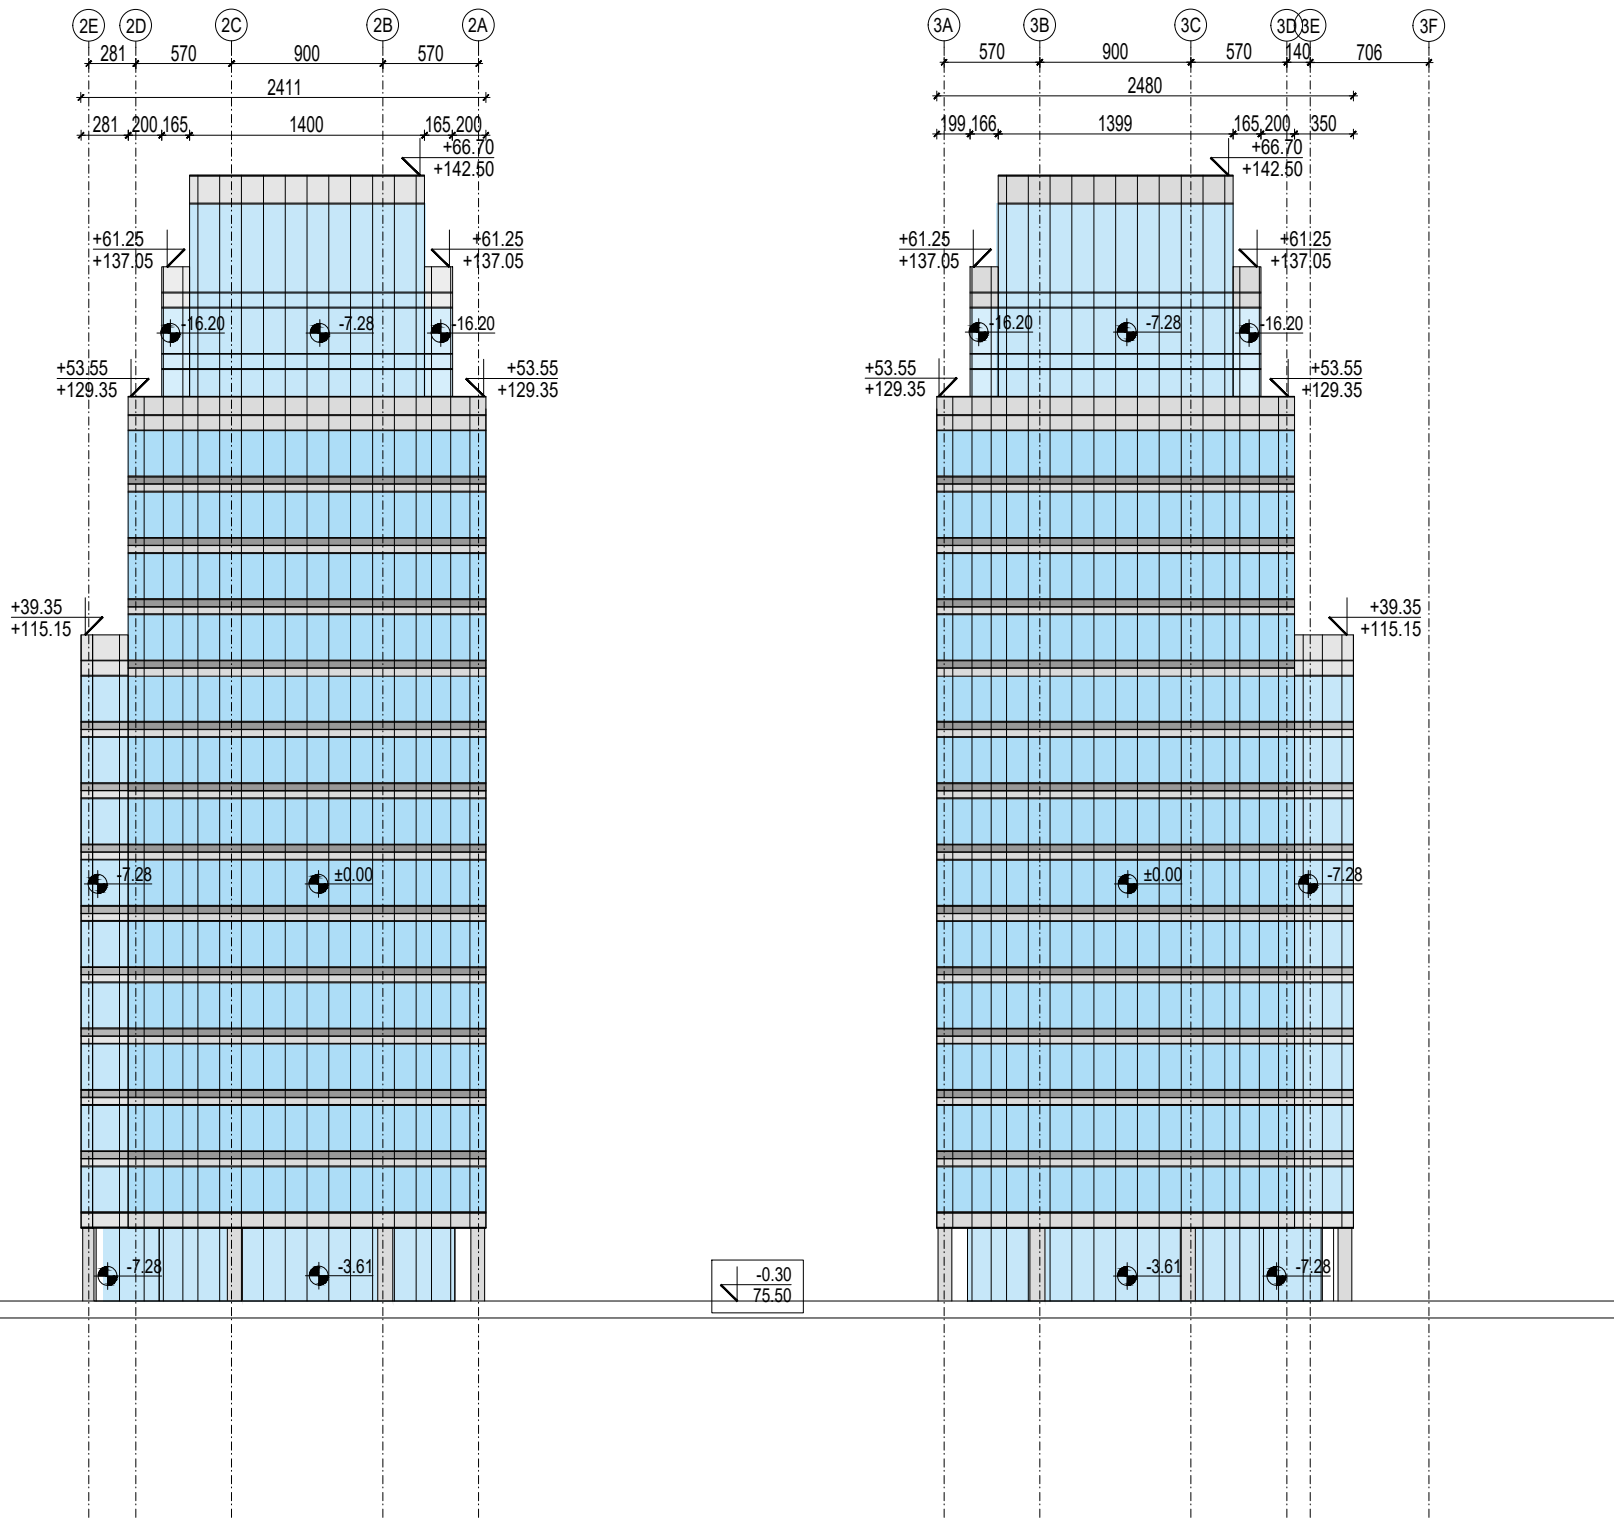 2E 2D 2C 2B 2A 3A 3B 3C 3D 3E 3F
281 570 900 570 570 900 570 140 706
2411 2480
281 200 165 1400 165 200 199 166 1399 165 200 350
+66.70 +66.70
+142.50 +142.50
+61.25 +61.25 +61.25 +61.25
+137.05 +137.05 +137.05 +137.05
-16.20 -7.28 -16.20 -16.20 -7.28 -16.20
+53.55 +53.55 +53.55 +53.55
+129.35 +129.35 +129.35 +129.35
+39.35 +39.35
+115.15 +115.15
-7.28 ±0.00 ±0.00 -7.28
-7.28 -3.61 -3.61 -7.28
-0.30
75.50